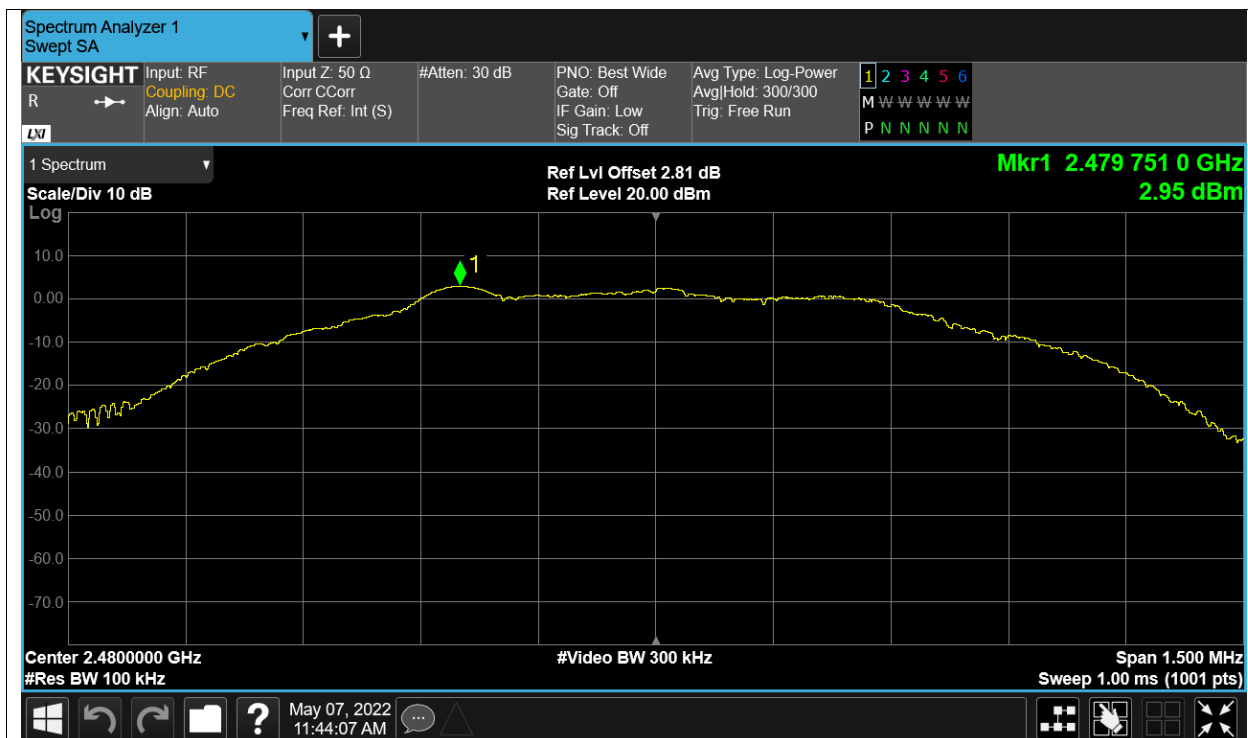 Spectrum Analyzer 1
Swept SA
+
KEYSIGHT
R
LXI
Input: RF
Coupling: DC
Align: Auto
Input Z: 50 Ω
Corr CCorr
Freq Ref: Int (S)
#Atten: 30 dB
PNO: Best Wide
Gate: Off
IF Gain: Low
Sig Track: Off
Avg Type: Log-Power
Avg|Hold: 300/300
Trig: Free Run
1 2 3 4 5 6
M W W W W W W
P N N N N N N
1 Spectrum
Scale/Div 10 dB
Log
Ref Lvl Offset 2.81 dB
Ref Level 20.00 dBm
Mkr1 2.479 751 0 GHz
2.95 dBm
1
10.0
0.00
-10.0
-20.0
-30.0
-40.0
-50.0
-60.0
-70.0
Center 2.4800000 GHz
#Res BW 100 kHz
#Video BW 300 kHz
Span 1.500 MHz
Sweep 1.00 ms (1001 pts)
?
May 07, 2022
11:44:07 AM